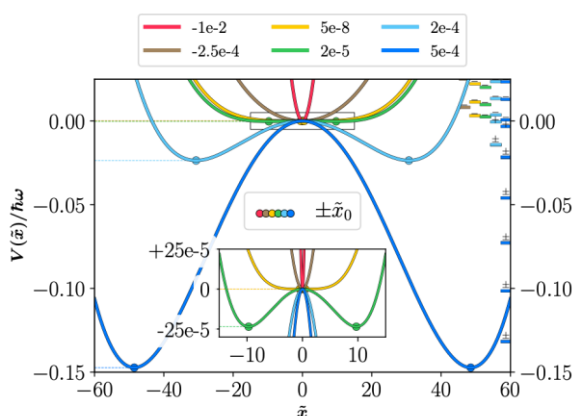 -1e-2 5e-8 2e-4
-2.5e-4 2e-5 5e-4
0.00 0.00
−0.05 −0.05
−0.10 −0.10
−0.15 −0.15
V(x̃)/ħω
±x̃₀
+25e-5
0
-25e-5
−10 0 10
−60 −40 −20 0 20 40 60
x̃